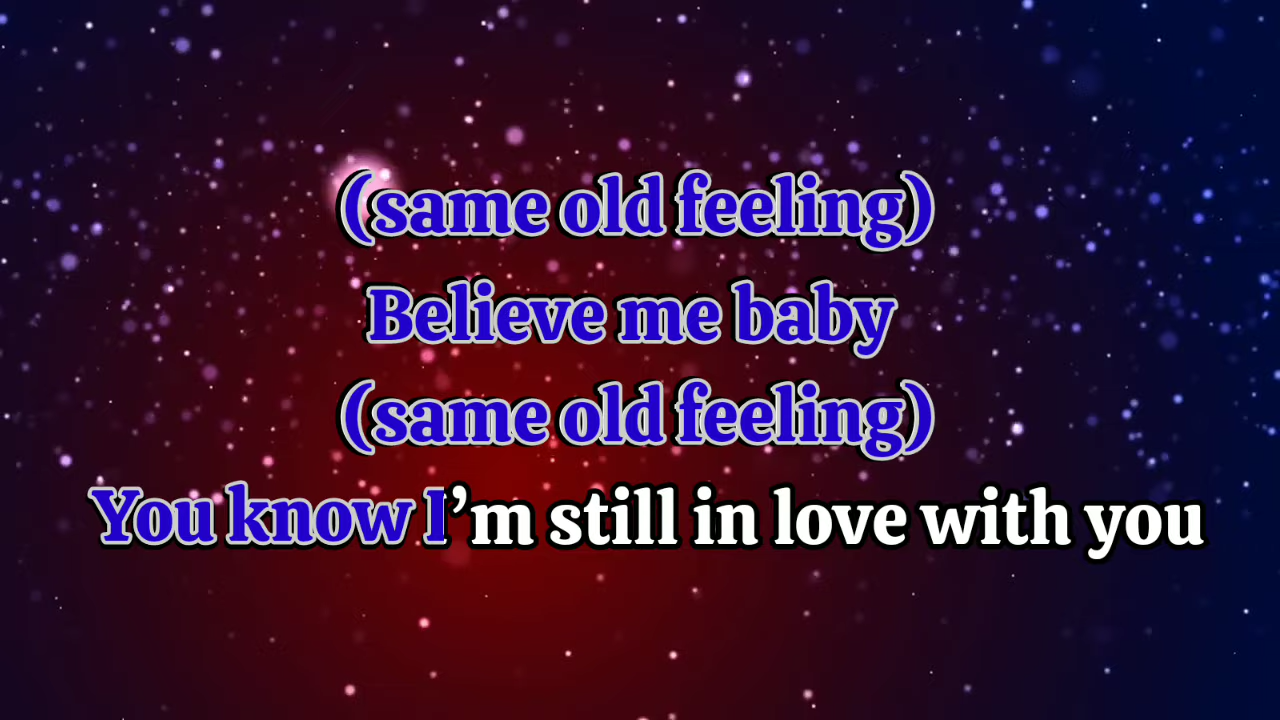 (same old feeling)
Believe me baby
(same old feeling)
You know I’m still in love with you